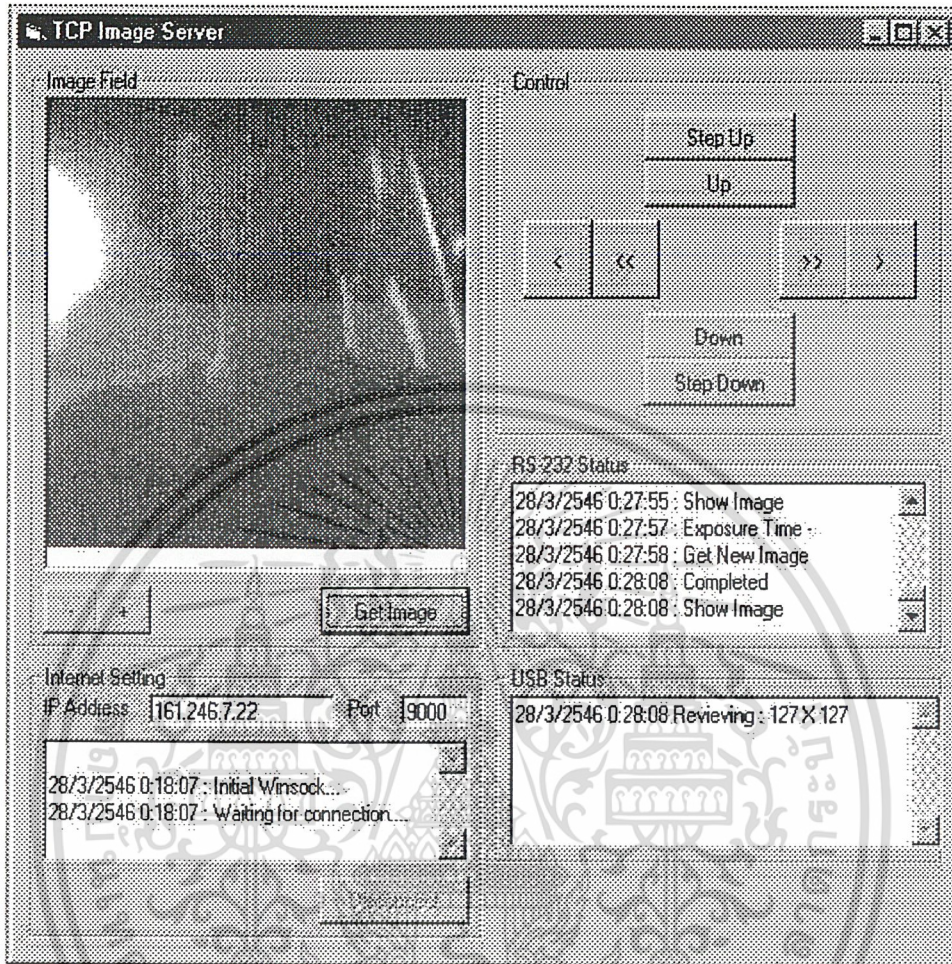 TCP Image Server
Image Field
- +
Get Image
Internet Setting
IP Address 161.246.7.22 Port 9000
28/3/2546 0:18:07 : Initial Winsock...
28/3/2546 0:18:07 : Waiting for connection....
Disconnect
Control
Step Up
Up
< << >> >
Down
Step Down
RS-232 Status
28/3/2546 0:27:55 : Show Image
28/3/2546 0:27:57 : Exposure Time -
28/3/2546 0:27:58 : Get New Image
28/3/2546 0:28:08 : Completed
28/3/2546 0:28:08 : Show Image
USB Status
28/3/2546 0:28:08 Revieving : 127 X 127